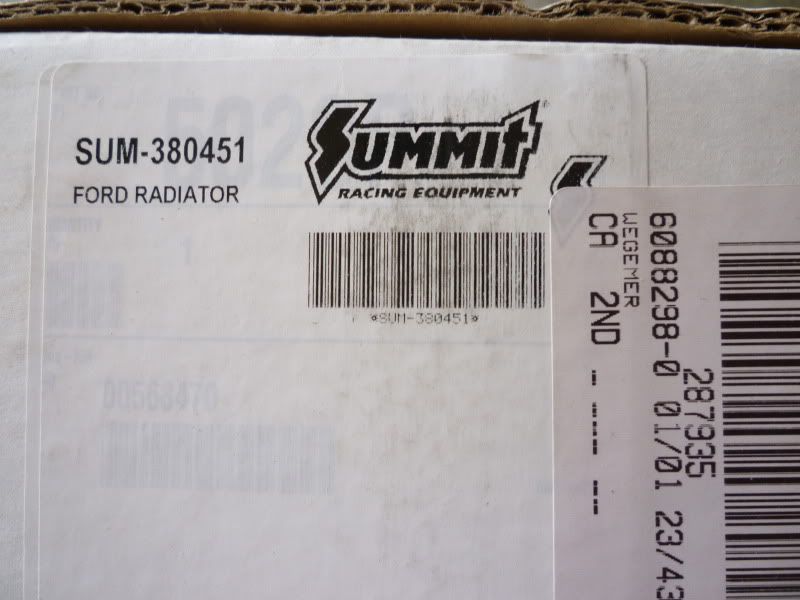 SUM-380451
FORD RADIATOR
SUMMIT
RACING EQUIPMENT
*SUM-380451*
1
00568470
287935
6088298-0 01/01 23/43
WEGEMER
CA 2ND